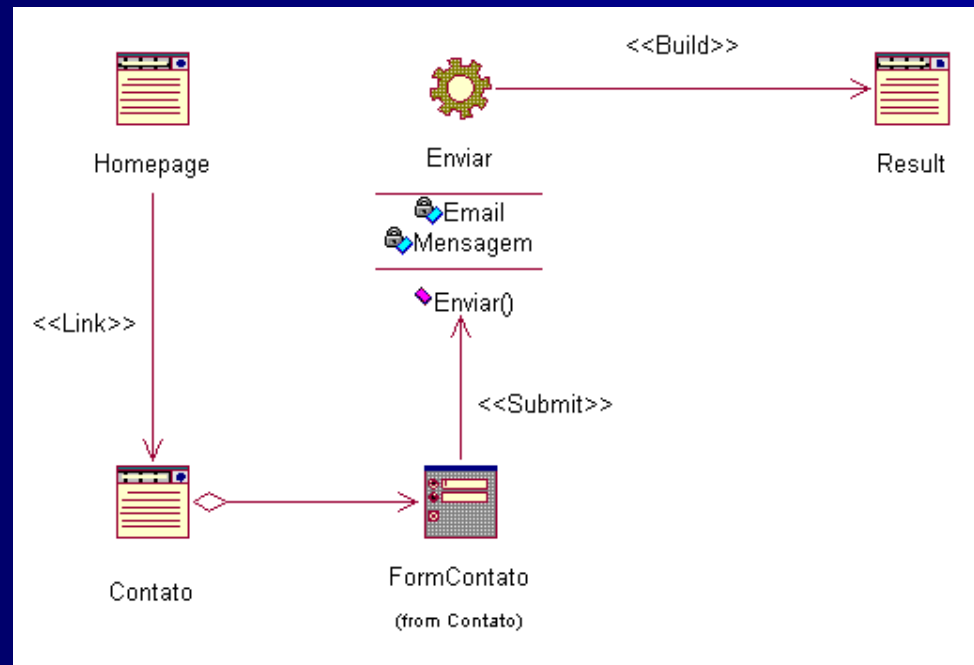 <<Build>>
Homepage
Enviar
Result
Email
Mensagem
Enviar()
<<Link>>
<<Submit>>
Contato
FormContato
(from Contato)